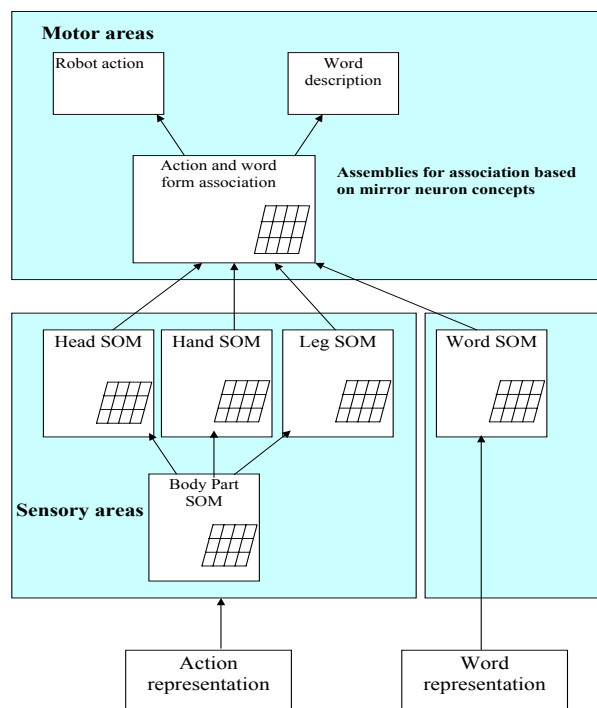 Motor areas
Robot action
Word
description
Action and word
form association
Assemblies for association based
on mirror neuron concepts
Head SOM
Hand SOM
Leg SOM
Word SOM
Body Part
SOM
Sensory areas
Action
representation
Word
representation